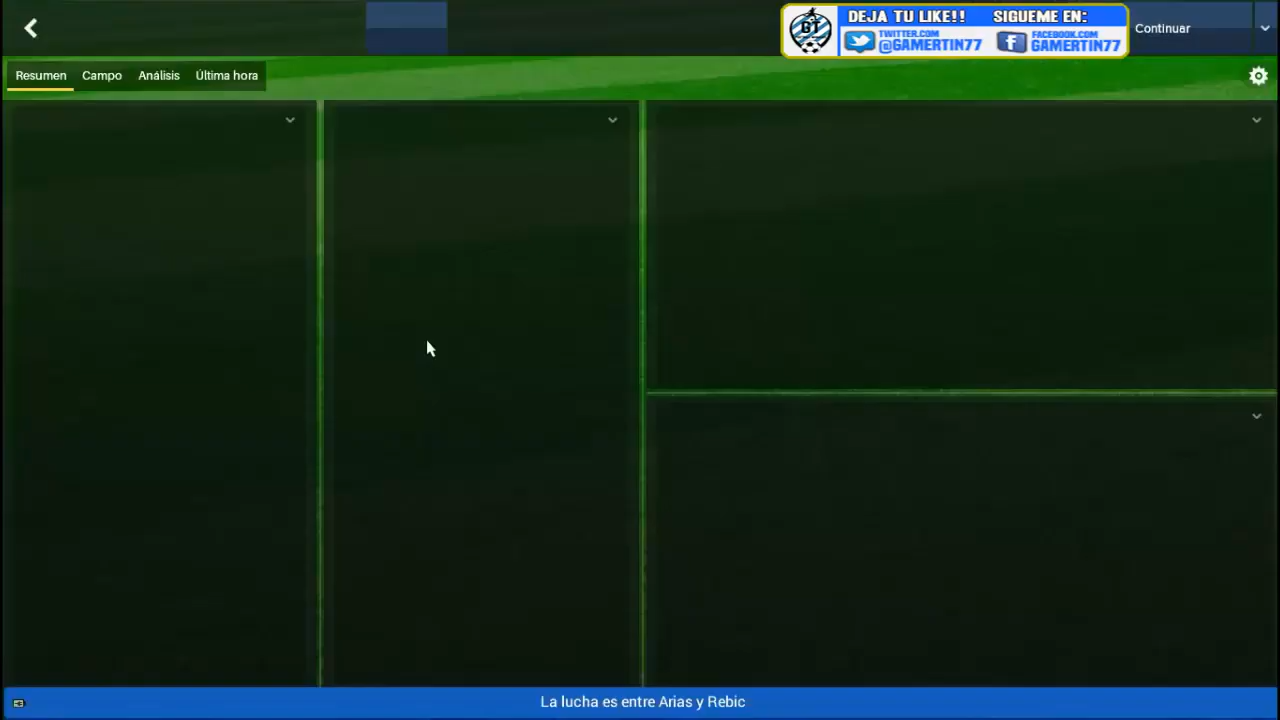 DEJA TU LIKE!! SIGUEME EN:
GT
TWITTER.COM
@GAMERTIN77
FACEBOOK.COM
GAMERTIN77
Continuar
Resumen Campo Análisis Última hora
La lucha es entre Arias y Rebic